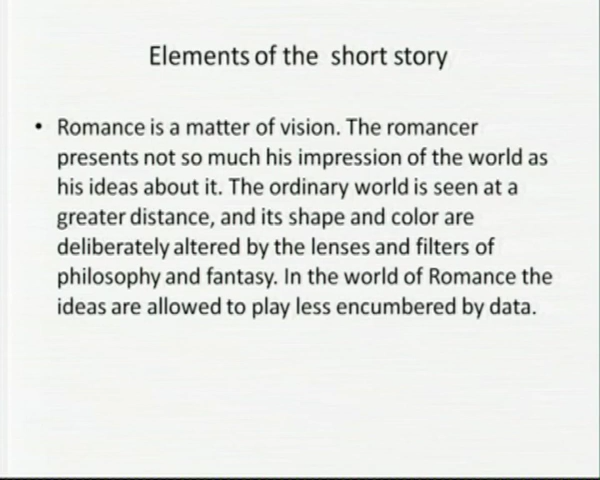 Elements of the short story
• Romance is a matter of vision. The romancer
presents not so much his impression of the world as
his ideas about it. The ordinary world is seen at a
greater distance, and its shape and color are
deliberately altered by the lenses and filters of
philosophy and fantasy. In the world of Romance the
ideas are allowed to play less encumbered by data.